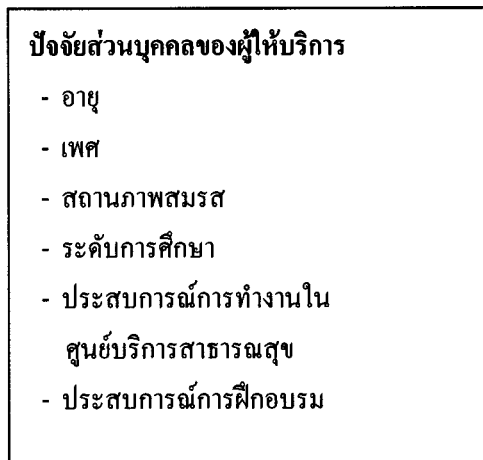 ปัจจัยส่วนบุคคลของผู้ให้บริการ
- อายุ
- เพศ
- สถานภาพสมรส
- ระดับการศึกษา
- ประสบการณ์การทำงานใน
ศูนย์บริการสาธารณสุข
- ประสบการณ์การฝึกอบรม